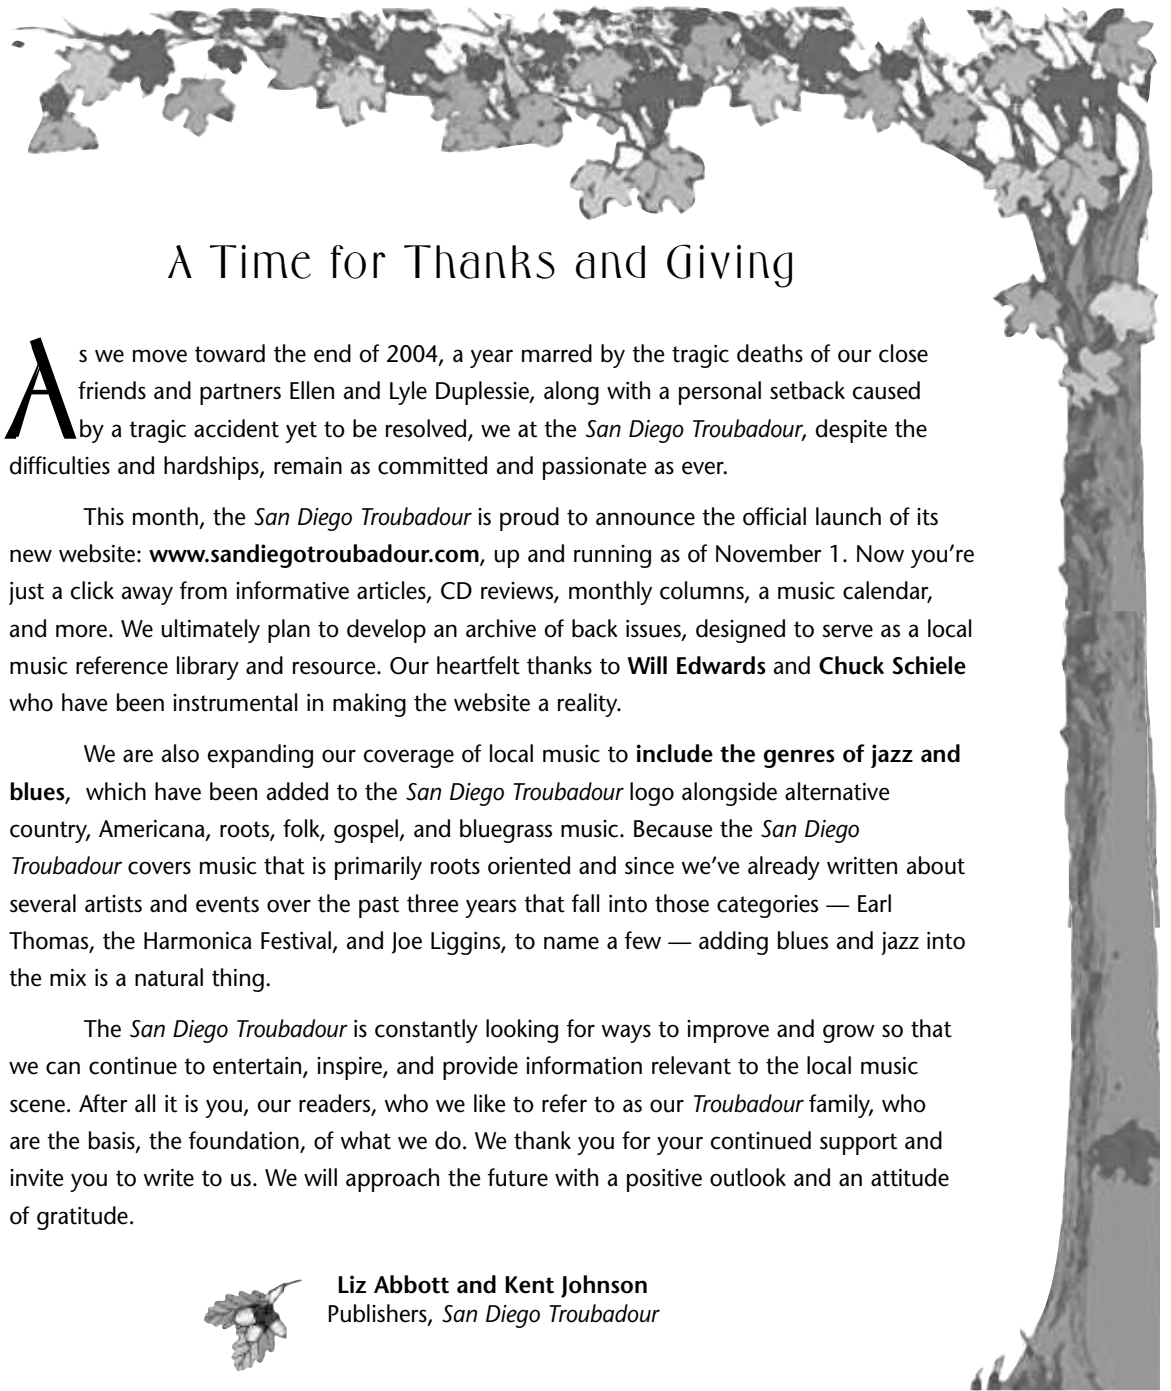 A Time for Thanks and Giving
As we move toward the end of 2004, a year marred by the tragic deaths of our close
friends and partners Ellen and Lyle Duplessie, along with a personal setback caused
by a tragic accident yet to be resolved, we at the San Diego Troubadour, despite the
difficulties and hardships, remain as committed and passionate as ever.
This month, the San Diego Troubadour is proud to announce the official launch of its
new website: www.sandiegotroubadour.com, up and running as of November 1. Now you’re
just a click away from informative articles, CD reviews, monthly columns, a music calendar,
and more. We ultimately plan to develop an archive of back issues, designed to serve as a local
music reference library and resource. Our heartfelt thanks to Will Edwards and Chuck Schiele
who have been instrumental in making the website a reality.
We are also expanding our coverage of local music to include the genres of jazz and
blues, which have been added to the San Diego Troubadour logo alongside alternative
country, Americana, roots, folk, gospel, and bluegrass music. Because the San Diego
Troubadour covers music that is primarily roots oriented and since we’ve already written about
several artists and events over the past three years that fall into those categories — Earl
Thomas, the Harmonica Festival, and Joe Liggins, to name a few — adding blues and jazz into
the mix is a natural thing.
The San Diego Troubadour is constantly looking for ways to improve and grow so that
we can continue to entertain, inspire, and provide information relevant to the local music
scene. After all it is you, our readers, who we like to refer to as our Troubadour family, who
are the basis, the foundation, of what we do. We thank you for your continued support and
invite you to write to us. We will approach the future with a positive outlook and an attitude
of gratitude.
Liz Abbott and Kent Johnson
Publishers, San Diego Troubadour